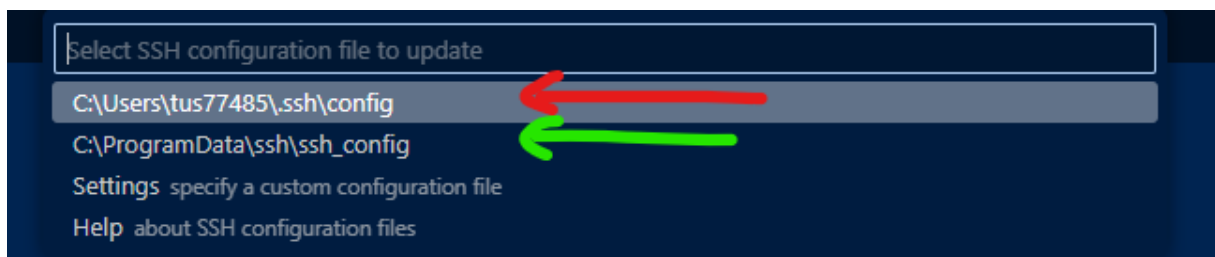 Select SSH configuration file to update
C:\Users\tus77485\.ssh\config
C:\ProgramData\ssh\ssh_config
Settings specify a custom configuration file
Help about SSH configuration files